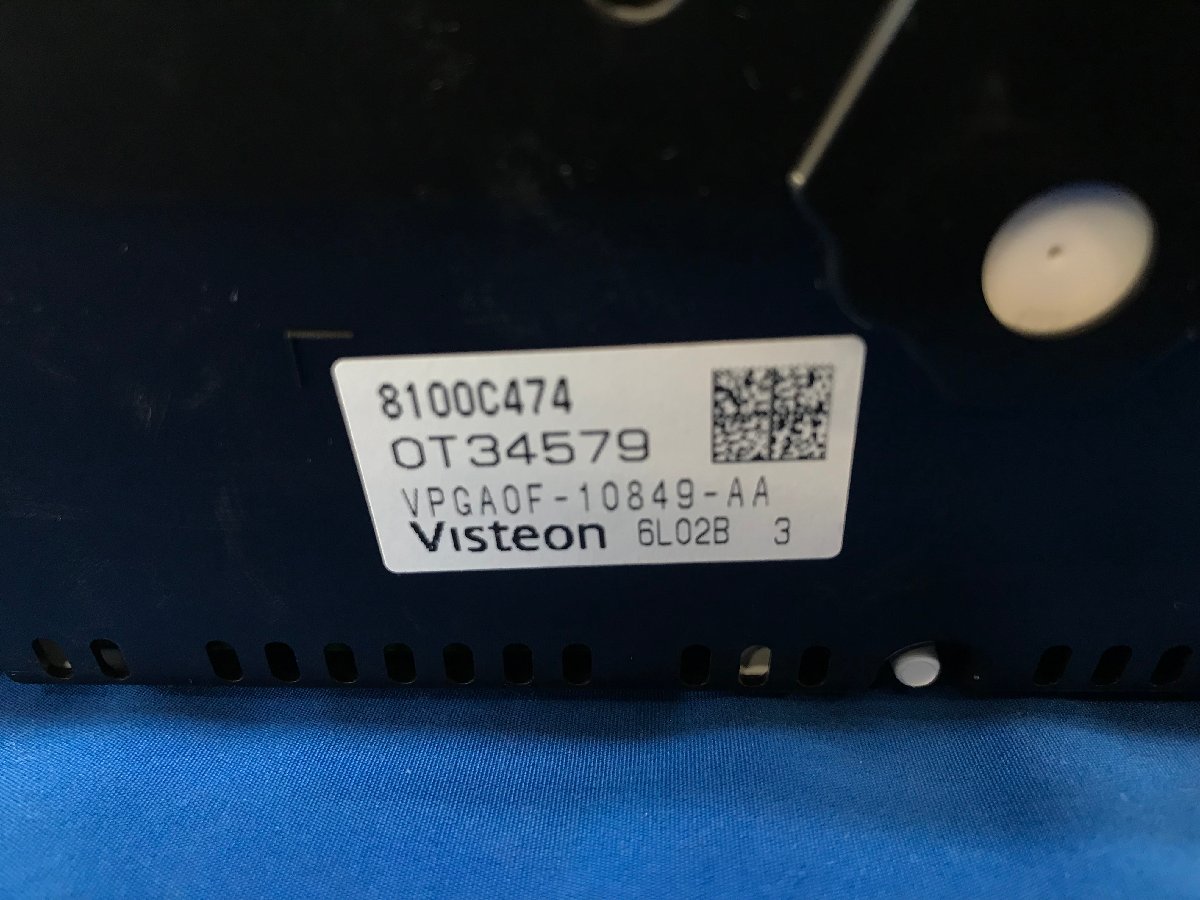 8100C474
0T34579
VPGA0F-10849-AA
Visteon 6L02B 3